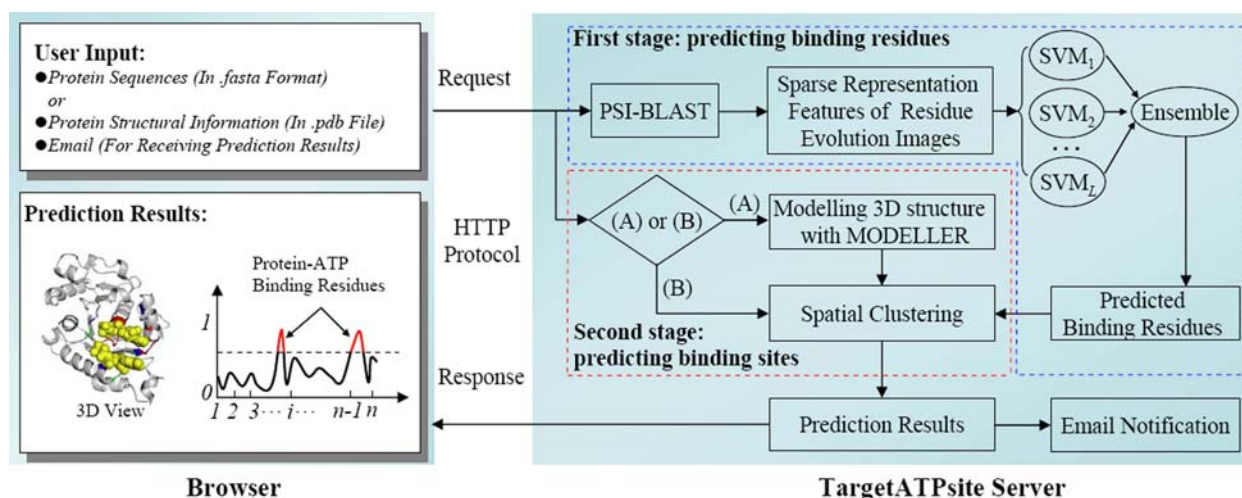 User Input:
●Protein Sequences (In .fasta Format)
or
●Protein Structural Information (In .pdb File)
●Email (For Receiving Prediction Results)
Prediction Results:
Protein-ATP
Binding Residues
1
0
1 2 3··· i··· n-1 n
3D View
Browser
Request
HTTP
Protocol
Response
First stage: predicting binding residues
PSI-BLAST
Sparse Representation
Features of Residue
Evolution Images
SVM1
SVM2
···
SVML
Ensemble
(A) or (B)
(A)
(B)
Modelling 3D structure
with MODELLER
Spatial Clustering
Predicted
Binding Residues
Second stage:
predicting binding sites
Prediction Results
Email Notification
TargetATPsite Server